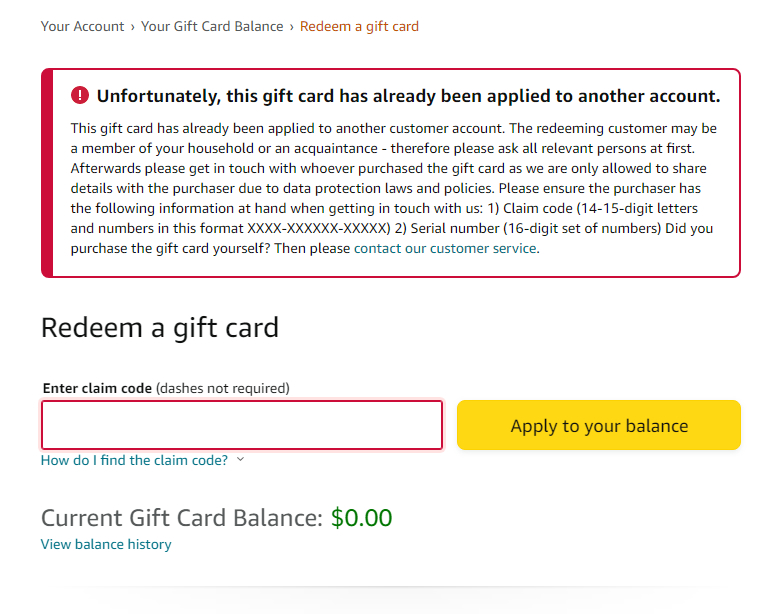 Your Account › Your Gift Card Balance › Redeem a gift card
Unfortunately, this gift card has already been applied to another account.
This gift card has already been applied to another customer account. The redeeming customer may be
a member of your household or an acquaintance - therefore please ask all relevant persons at first.
Afterwards please get in touch with whoever purchased the gift card as we are only allowed to share
details with the purchaser due to data protection laws and policies. Please ensure the purchaser has
the following information at hand when getting in touch with us: 1) Claim code (14-15-digit letters
and numbers in this format XXXX-XXXXXX-XXXXX) 2) Serial number (16-digit set of numbers) Did you
purchase the gift card yourself? Then please contact our customer service.
Redeem a gift card
Enter claim code (dashes not required)
Apply to your balance
How do I find the claim code?
Current Gift Card Balance: $0.00
View balance history